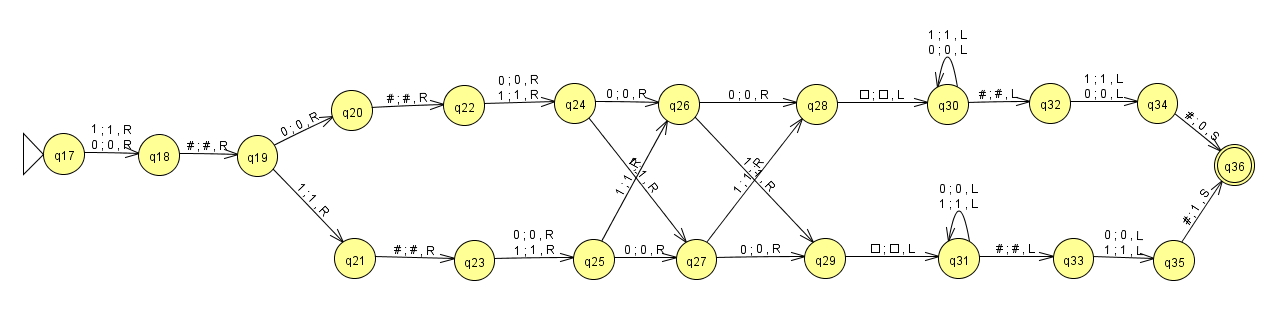 1 ; 1 , R
0 ; 0 , R
q17
q18
# ; # , R
q19
0 ; 0 , R
1 ; 1 , R
q20
# ; # , R
q22
0 ; 0 , R
1 ; 1 , R
q24
0 ; 0 , R
q26
0 ; 0 , R
q28
□ ; □ , L
1 ; 1 , L
0 ; 0 , L
q30
# ; # , L
q32
1 ; 1 , L
0 ; 0 , L
q34
# ; 0 , S
q36
1 ; 1 , R
1 ; 1 , R
1 ; 1 , R
1 ; 1 , R
q21
# ; # , R
q23
0 ; 0 , R
1 ; 1 , R
q25
0 ; 0 , R
q27
0 ; 0 , R
q29
□ ; □ , L
0 ; 0 , L
1 ; 1 , L
q31
# ; # , L
q33
0 ; 0 , L
1 ; 1 , L
q35
# ; 1 , S